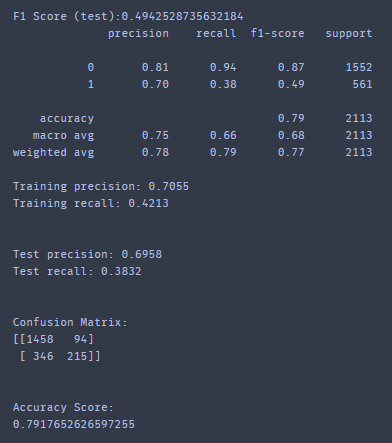 F1 Score (test):0.4942528735632184
precision recall f1-score support
0 0.81 0.94 0.87 1552
1 0.70 0.38 0.49 561
accuracy 0.79 2113
macro avg 0.75 0.66 0.68 2113
weighted avg 0.78 0.79 0.77 2113
Training precision: 0.7055
Training recall: 0.4213
Test precision: 0.6958
Test recall: 0.3832
Confusion Matrix:
[[1458 94]
[ 346 215]]
Accuracy Score:
0.7917652626597255